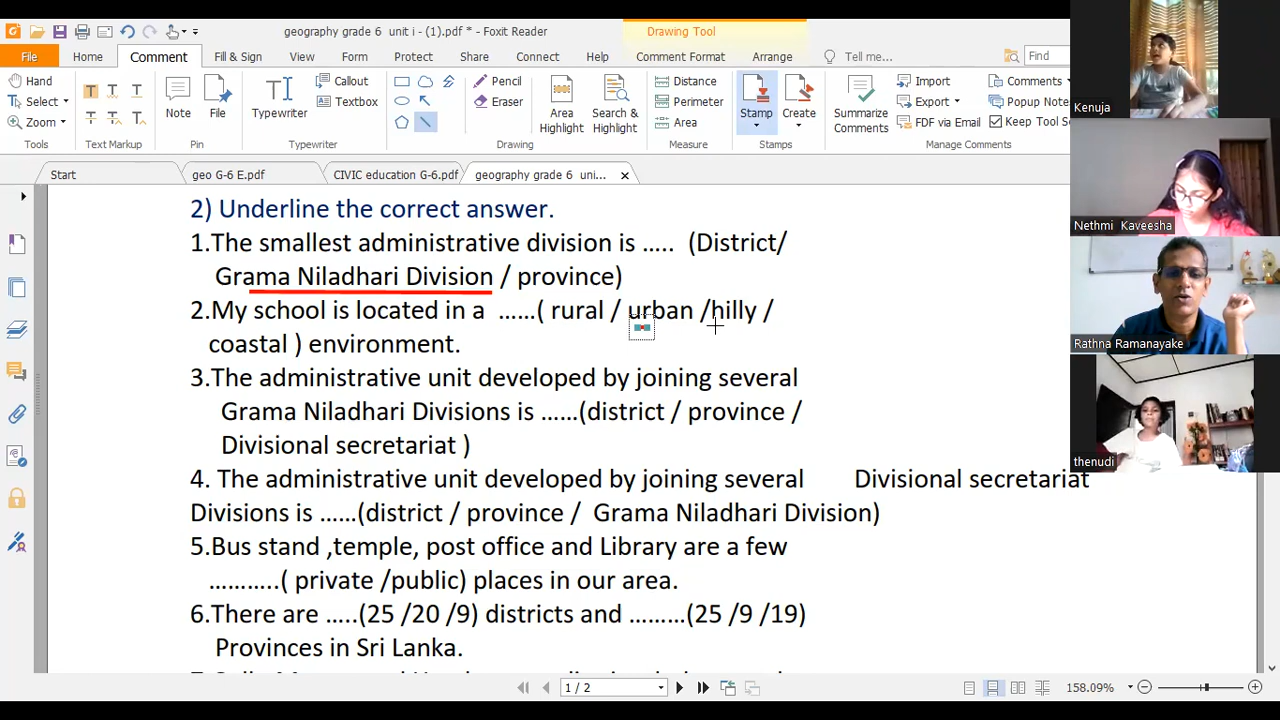 geography grade 6 unit i - (1).pdf * - Foxit Reader
Drawing Tool
File Home Comment Fill & Sign View Form Protect Share Connect Help Comment Format Arrange Tell me... Find
Hand
Select
Zoom
Tools
Text Markup
Note
File
Pin
Typewriter
Callout
Textbox
Typewriter
Pencil
Eraser
Area Highlight
Search & Highlight
Drawing
Distance
Perimeter
Area
Measure
Stamp
Create
Stamps
Summarize Comments
Import
Export
FDF via Email
Comments
Popup Note
Keep Tool S
Manage Comments
Start geo G-6 E.pdf CIVIC education G-6.pdf geography grade 6 uni...
2) Underline the correct answer.
1.The smallest administrative division is ….. (District/
Grama Niladhari Division / province)
2.My school is located in a ……( rural / urban /hilly /
coastal ) environment.
3.The administrative unit developed by joining several
Grama Niladhari Divisions is ……(district / province /
Divisional secretariat )
4. The administrative unit developed by joining several Divisional secretariat
Divisions is ……(district / province / Grama Niladhari Division)
5.Bus stand ,temple, post office and Library are a few
………..( private /public) places in our area.
6.There are …..(25 /20 /9) districts and ………(25 /9 /19)
Provinces in Sri Lanka.
1 / 2
158.09%
Kenuja
Nethmi Kaveesha
Rathna Ramanayake
thenudi